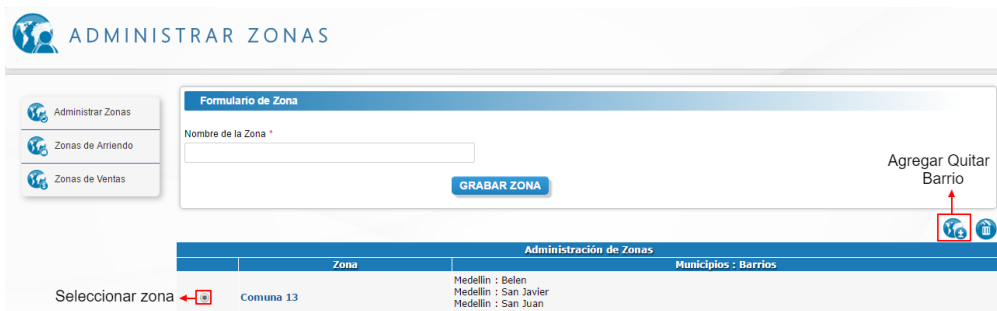 ADMINISTRAR ZONAS
Administrar Zonas
Zonas de Arriendo
Zonas de Ventas
Formulario de Zona
Nombre de la Zona *
GRABAR ZONA
Agregar Quitar
Barrio
Administración de Zonas
Zona
Municipios : Barrios
Seleccionar zona
Comuna 13
Medellin : Belen
Medellin : San Javier
Medellin : San Juan